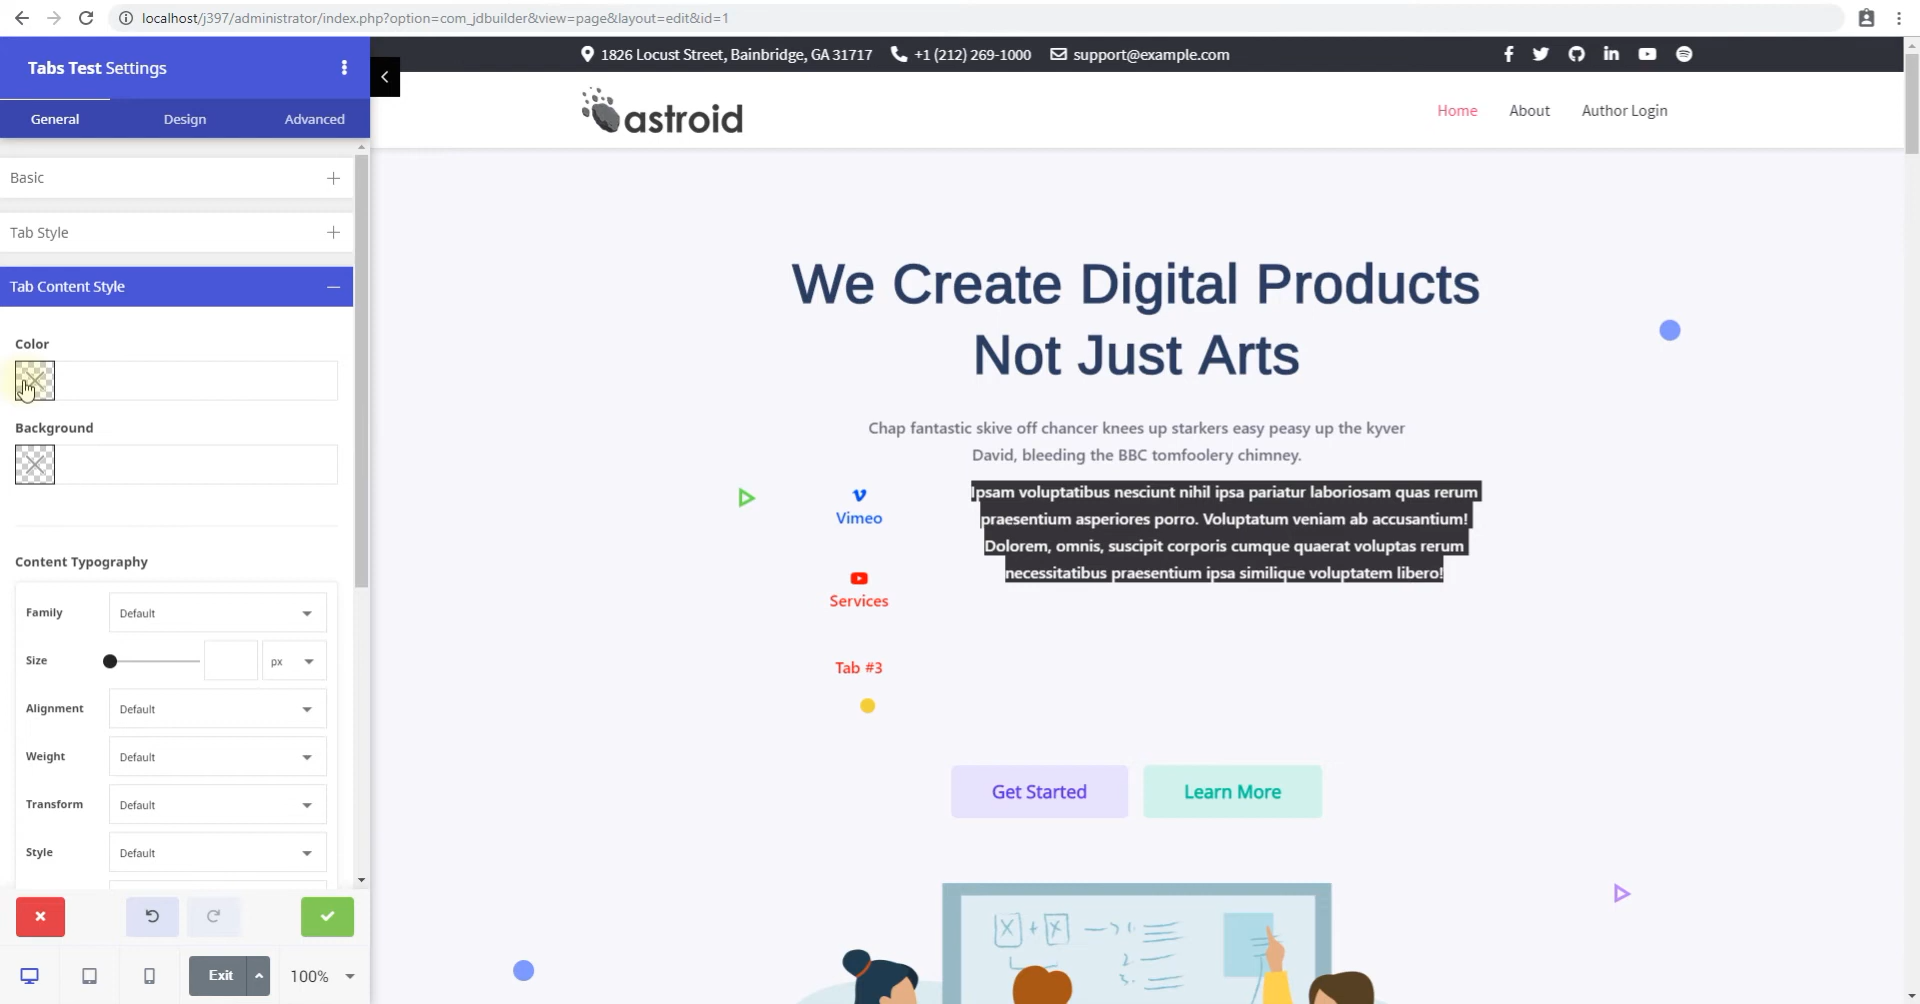 localhost/j397/administrator/index.php?option=com_jdbuilder&view=page&layout=edit&id=1
Tabs Test Settings
General Design Advanced
Basic
Tab Style
Tab Content Style
Color
Background
Content Typography
Family Default
Size px
Alignment Default
Weight Default
Transform Default
Style Default
Exit 100%
1826 Locust Street, Bainbridge, GA 31717 +1 (212) 269-1000 support@example.com
astroid
Home About Author Login
We Create Digital Products
Not Just Arts
Chap fantastic skive off chancer knees up starkers easy peasy up the kyver
David, bleeding the BBC tomfoolery chimney.
Vimeo
Services
Tab #3
Ipsam voluptatibus nesciunt nihil ipsa pariatur laboriosam quas rerum
praesentium asperiores porro. Voluptatum veniam ab accusantium!
Dolorem, omnis, suscipit corporis cumque quaerat voluptas rerum
necessitatibus praesentium ipsa similique voluptatem libero!
Get Started Learn More